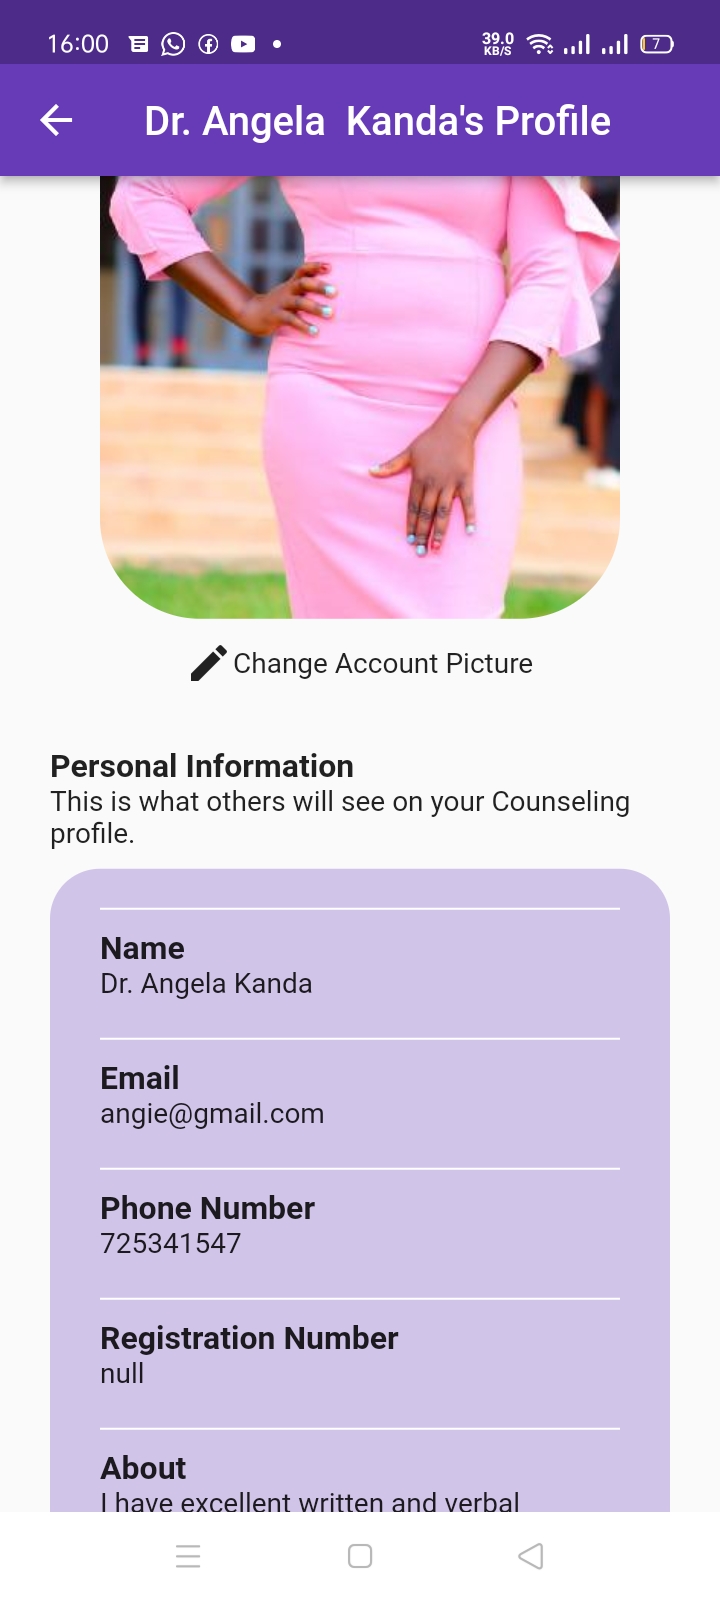 16:00
39.0
KB/S
7
Dr. Angela  Kanda's Profile
Change Account Picture
Personal Information
This is what others will see on your Counseling
profile.
Name
Dr. Angela Kanda
Email
angie@gmail.com
Phone Number
725341547
Registration Number
null
About
I have excellent written and verbal